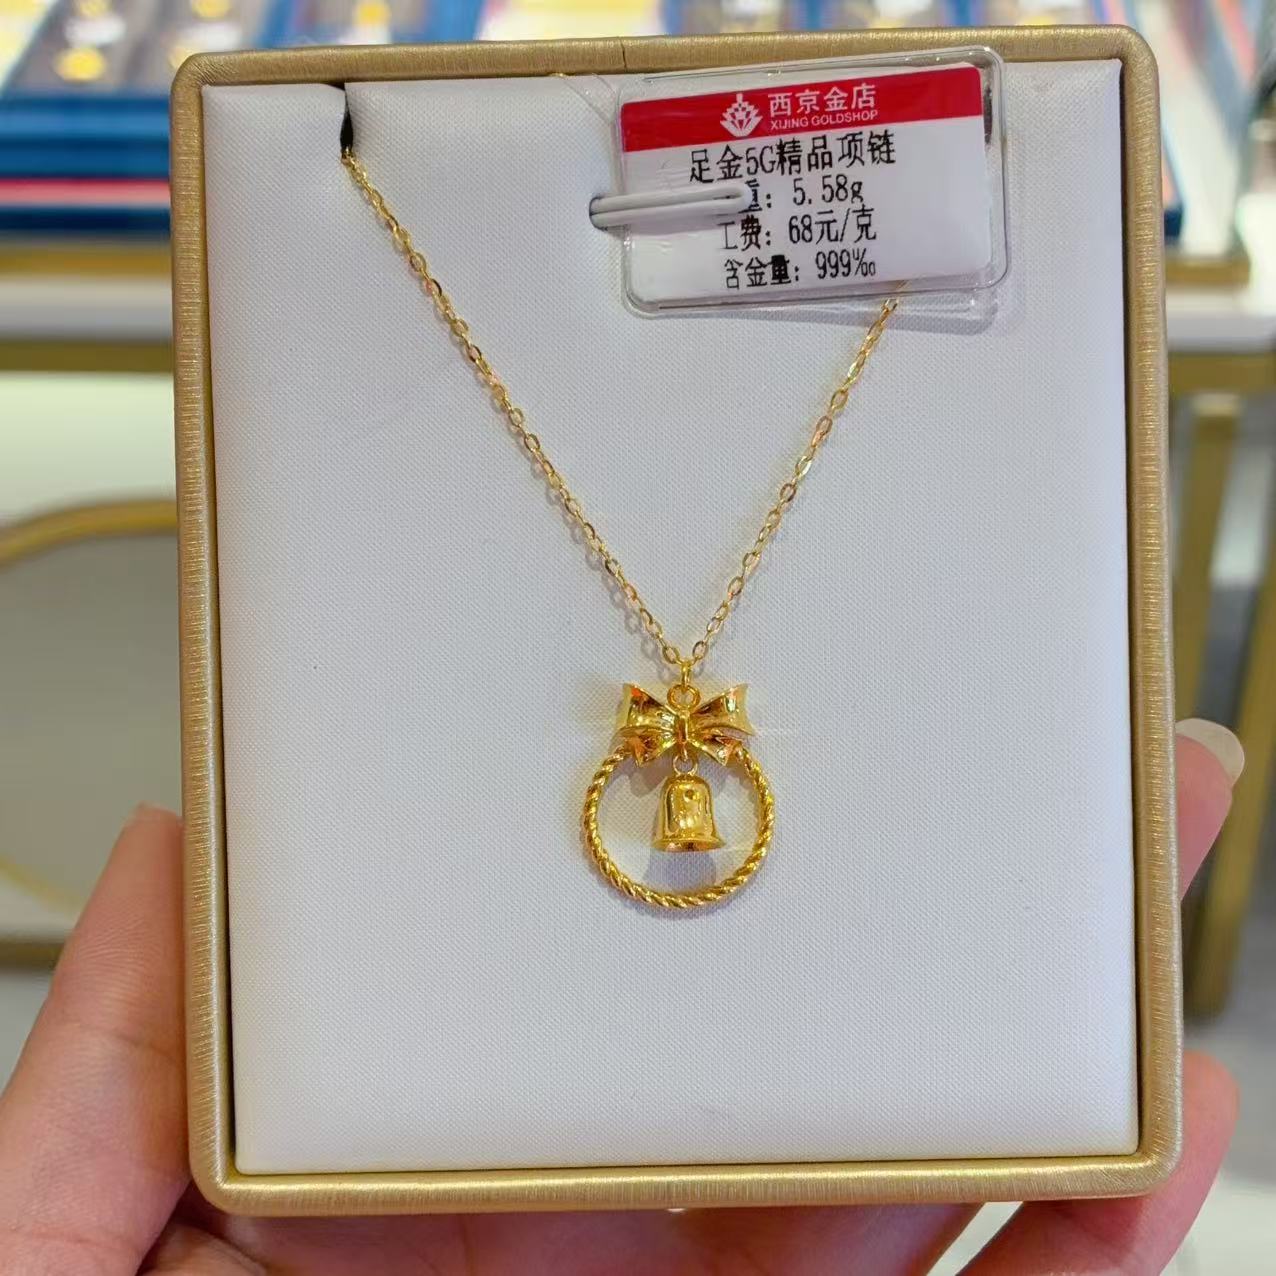 西京金店
XIJING GOLDSHOP
足金5G精品项链
重: 5.58g
工费: 68元/克
含金量: 999‰